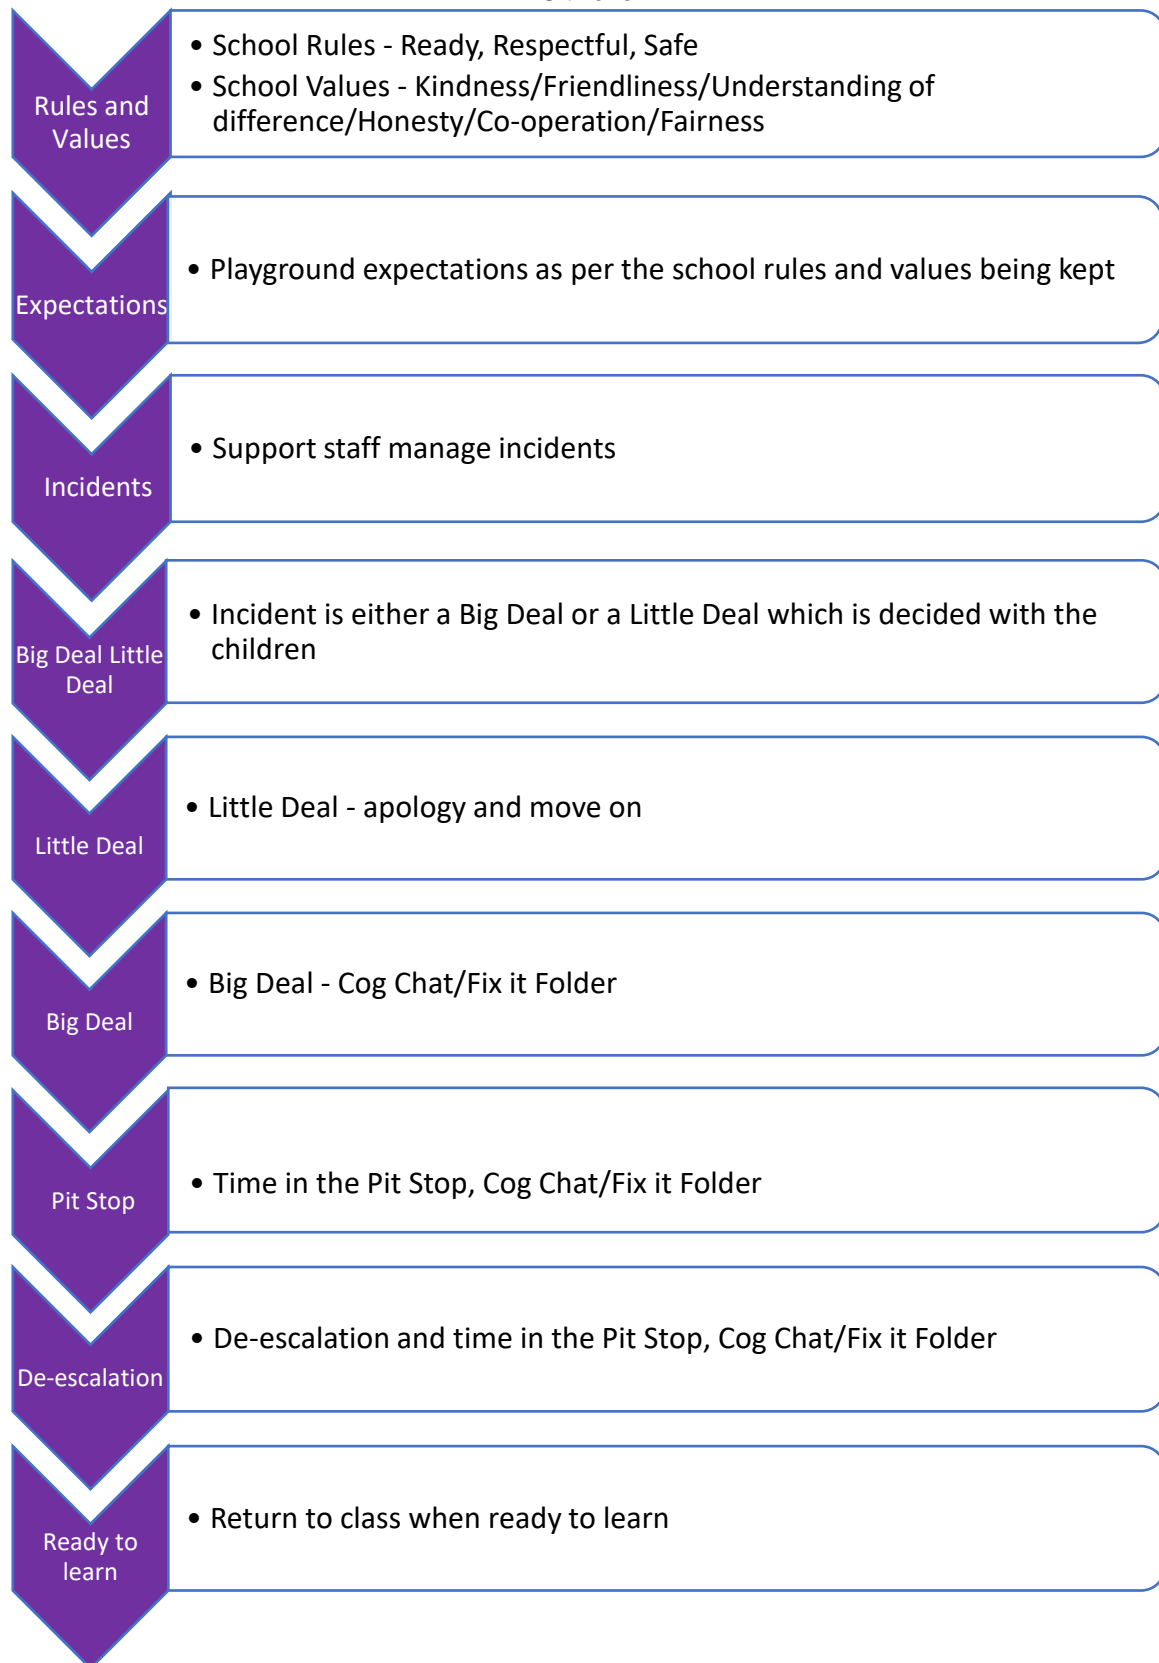 Rules and
Values
• School Rules - Ready, Respectful, Safe
• School Values - Kindness/Friendliness/Understanding of
difference/Honesty/Co-operation/Fairness
Expectations
• Playground expectations as per the school rules and values being kept
Incidents
• Support staff manage incidents
Big Deal Little
Deal
• Incident is either a Big Deal or a Little Deal which is decided with the
children
Little Deal
• Little Deal - apology and move on
Big Deal
• Big Deal - Cog Chat/Fix it Folder
Pit Stop
• Time in the Pit Stop, Cog Chat/Fix it Folder
De-escalation
• De-escalation and time in the Pit Stop, Cog Chat/Fix it Folder
Ready to
learn
• Return to class when ready to learn